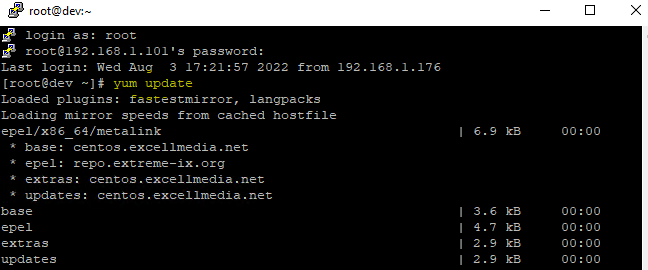 root@dev:~
login as: root
root@192.168.1.101's password:
Last login: Wed Aug  3 17:21:57 2022 from 192.168.1.176
[root@dev ~]# yum update
Loaded plugins: fastestmirror, langpacks
Loading mirror speeds from cached hostfile
epel/x86_64/metalink | 6.9 kB 00:00
* base: centos.excellmedia.net
* epel: repo.extreme-ix.org
* extras: centos.excellmedia.net
* updates: centos.excellmedia.net
base | 3.6 kB 00:00
epel | 4.7 kB 00:00
extras | 2.9 kB 00:00
updates | 2.9 kB 00:00